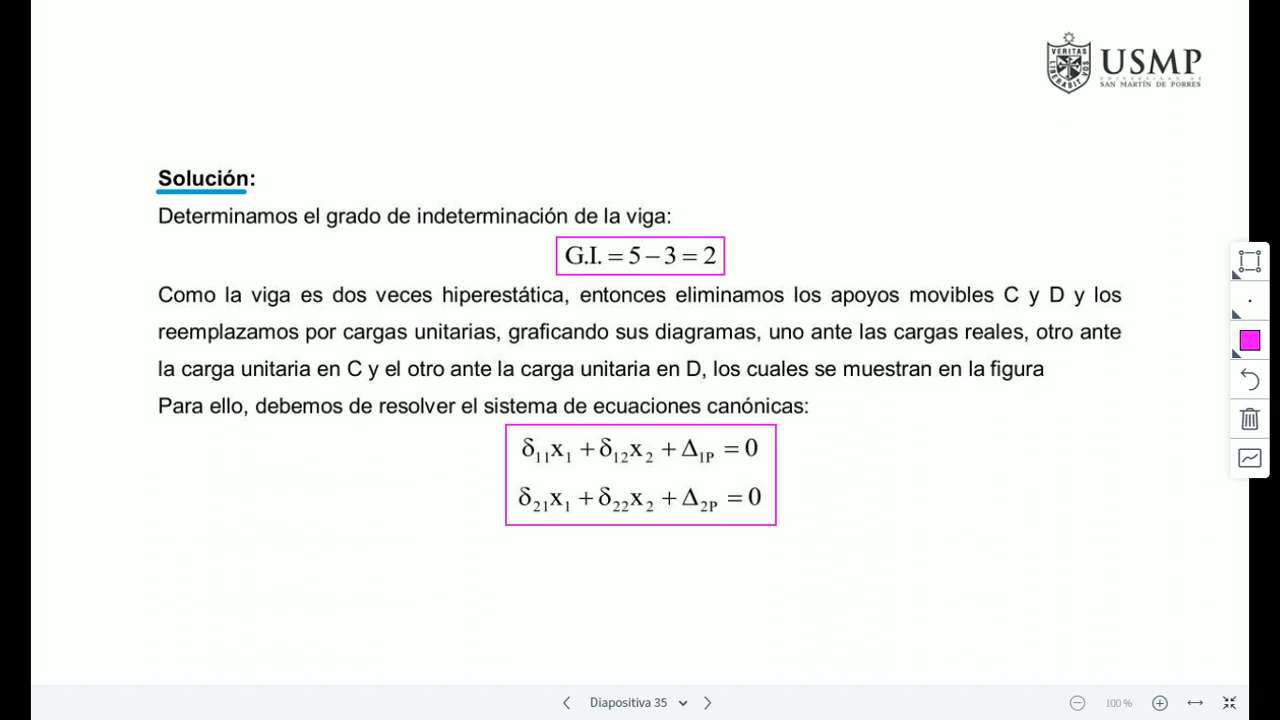 VERITAS
LIBERABIT VOS
USMP
UNIVERSIDAD DE
SAN MARTÍN DE PORRES
Solución:
Determinamos el grado de indeterminación de la viga:
G.I. = 5 − 3 = 2
Como la viga es dos veces hiperestática, entonces eliminamos los apoyos movibles C y D y los
reemplazamos por cargas unitarias, graficando sus diagramas, uno ante las cargas reales, otro ante
la carga unitaria en C y el otro ante la carga unitaria en D, los cuales se muestran en la figura
Para ello, debemos de resolver el sistema de ecuaciones canónicas:
δ₁₁x₁ + δ₁₂x₂ + Δ₁P = 0
δ₂₁x₁ + δ₂₂x₂ + Δ₂P = 0
Diapositiva 35
100 %